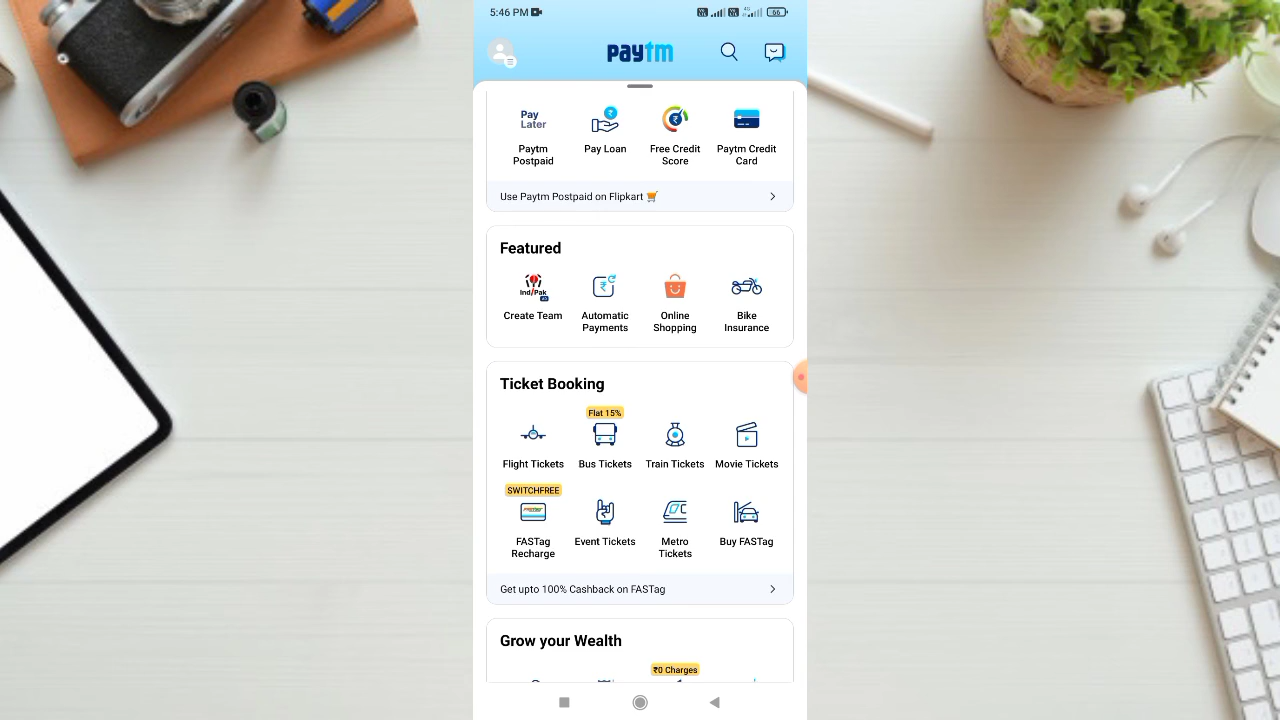 5:46 PM
66
paytm
Pay Later
Paytm Postpaid
Pay Loan
Free Credit Score
Paytm Credit Card
Use Paytm Postpaid on Flipkart
Featured
Ind/Pak
Create Team
Automatic Payments
Online Shopping
Bike Insurance
Ticket Booking
Flat 15%
Flight Tickets
Bus Tickets
Train Tickets
Movie Tickets
SWITCHFREE
FASTag Recharge
Event Tickets
Metro Tickets
Buy FASTag
Get upto 100% Cashback on FASTag
Grow your Wealth
₹0 Charges